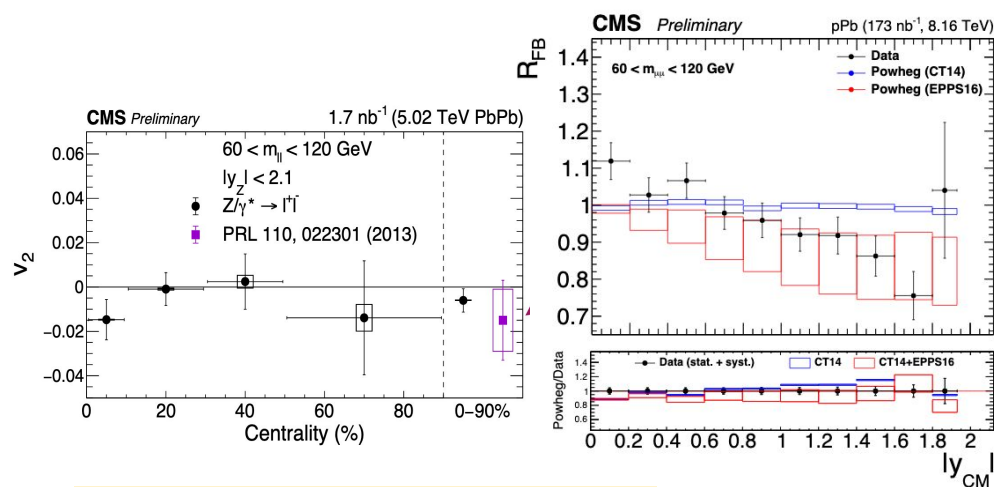 CMS Preliminary 1.7 nb⁻¹ (5.02 TeV PbPb)
60 < m_ll < 120 GeV
|y_Z| < 2.1
Z/γ* → l⁺l⁻
PRL 110, 022301 (2013)
v₂
0.06
0.04
0.02
0
−0.02
−0.04
0 20 40 60 80 0−90%
Centrality (%)
CMS Preliminary pPb (173 nb⁻¹, 8.16 TeV)
R_FB
60 < m_μμ < 120 GeV
Data
Powheg (CT14)
Powheg (EPPS16)
1.4
1.3
1.2
1.1
1
0.9
0.8
0.7
Powheg/Data
Data (stat. + syst.) CT14 CT14+EPPS16
1.4
1.2
1
0.8
0.6
0 0.2 0.4 0.6 0.8 1 1.2 1.4 1.6 1.8 2
|y_CM|